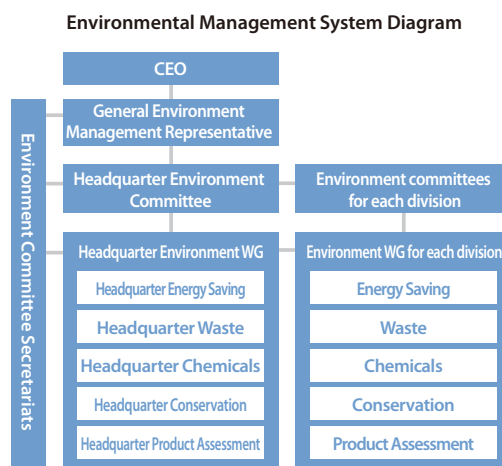 Environmental Management System Diagram
CEO
General Environment
Management Representative
Headquarter Environment
Committee
Environment committees
for each division
Environment Committee Secretariats
Headquarter Environment WG
Headquarter Energy Saving
Headquarter Waste
Headquarter Chemicals
Headquarter Conservation
Headquarter Product Assessment
Environment WG for each division
Energy Saving
Waste
Chemicals
Conservation
Product Assessment